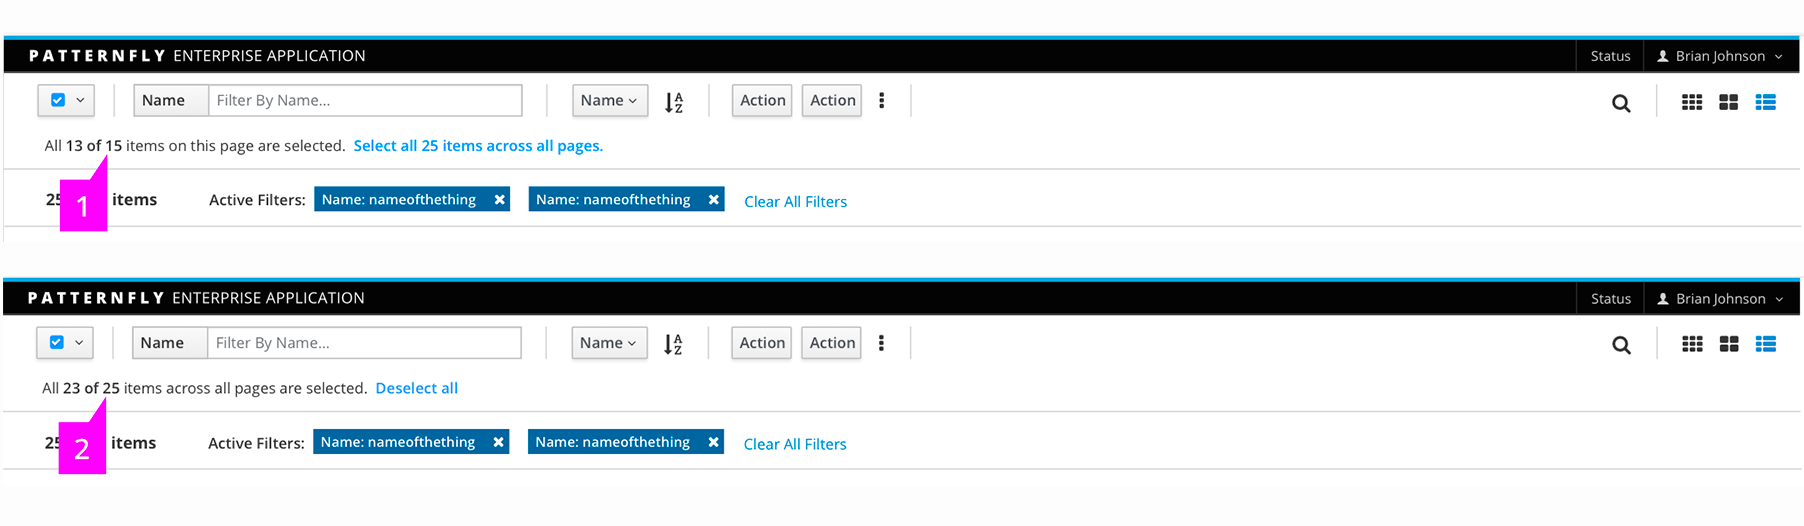 PATTERNFLY ENTERPRISE APPLICATION Status Brian Johnson
Name Filter By Name... Name A Z Action Action
All 13 of 15 items on this page are selected. Select all 25 items across all pages.
25 items Active Filters: Name: nameofthething Name: nameofthething Clear All Filters
1
PATTERNFLY ENTERPRISE APPLICATION Status Brian Johnson
Name Filter By Name... Name A Z Action Action
All 23 of 25 items across all pages are selected. Deselect all
25 items Active Filters: Name: nameofthething Name: nameofthething Clear All Filters
2